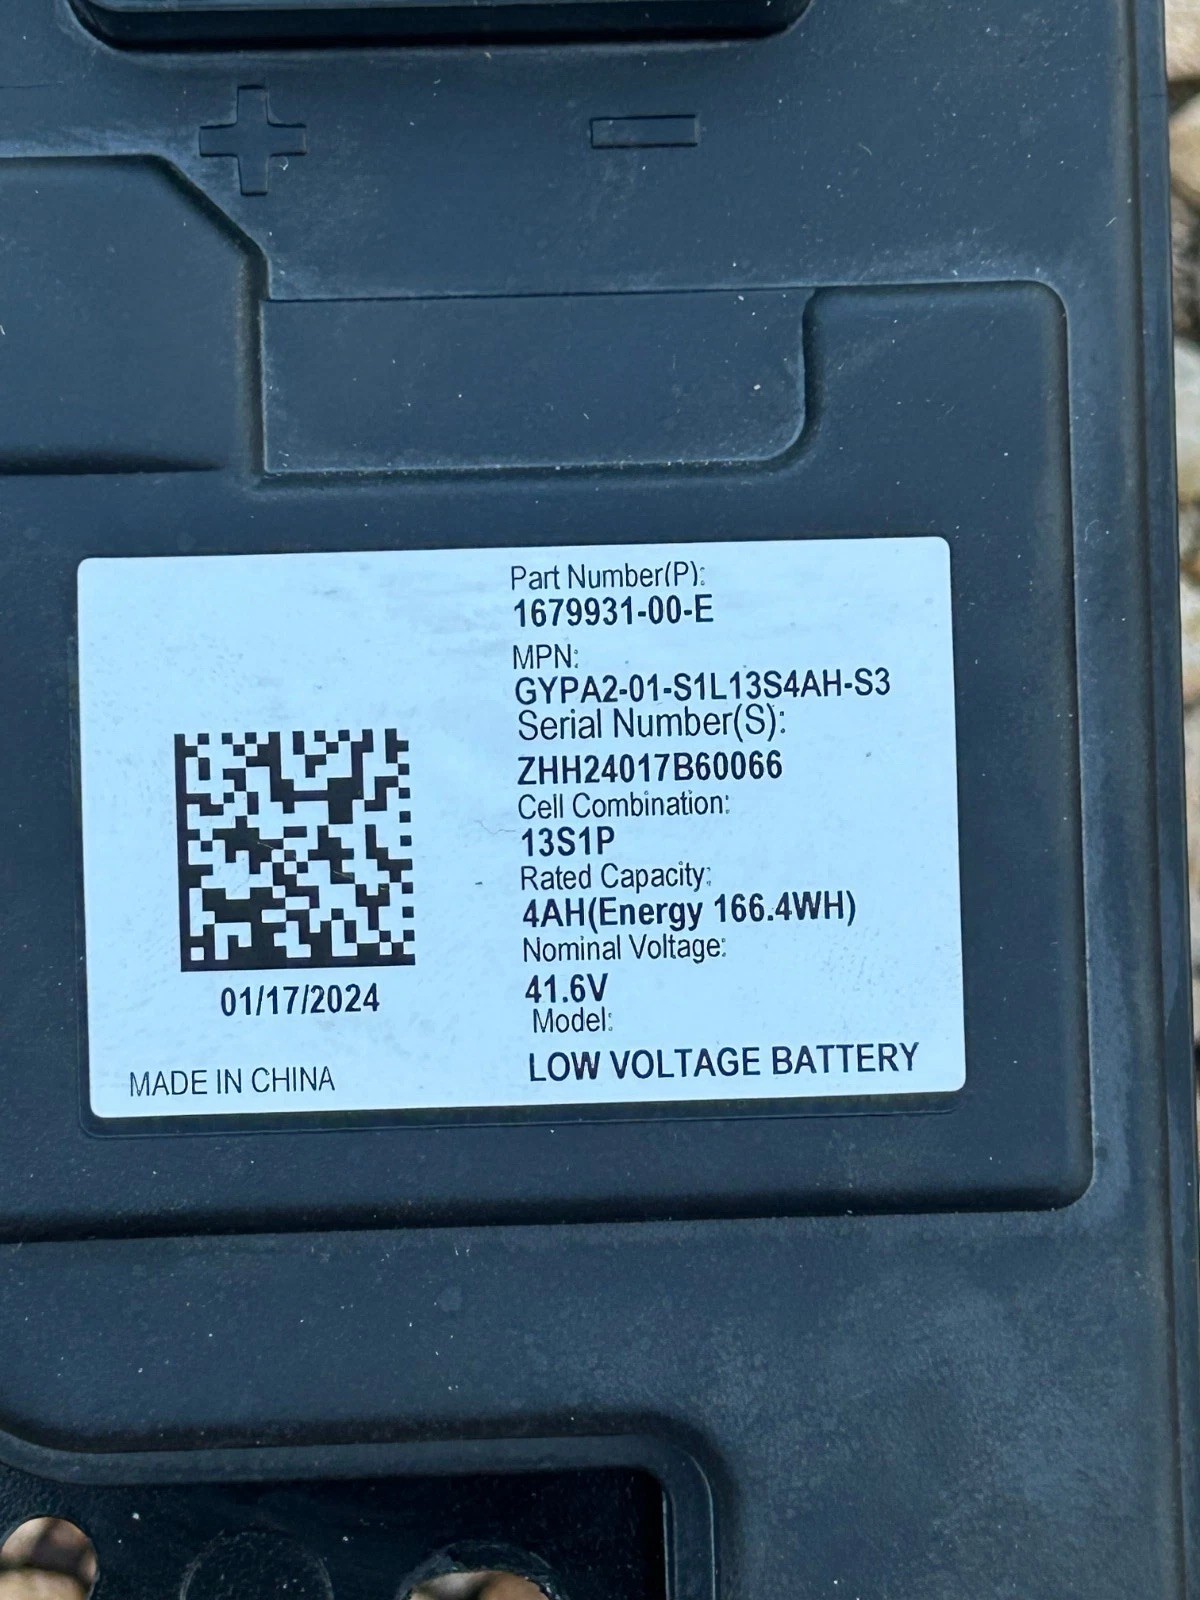 + -
Part Number(P):
1679931-00-E
MPN:
GYPA2-01-S1L13S4AH-S3
Serial Number(S):
ZHH24017B60066
Cell Combination:
13S1P
Rated Capacity:
4AH(Energy 166.4WH)
Nominal Voltage:
41.6V
Model:
LOW VOLTAGE BATTERY
01/17/2024
MADE IN CHINA